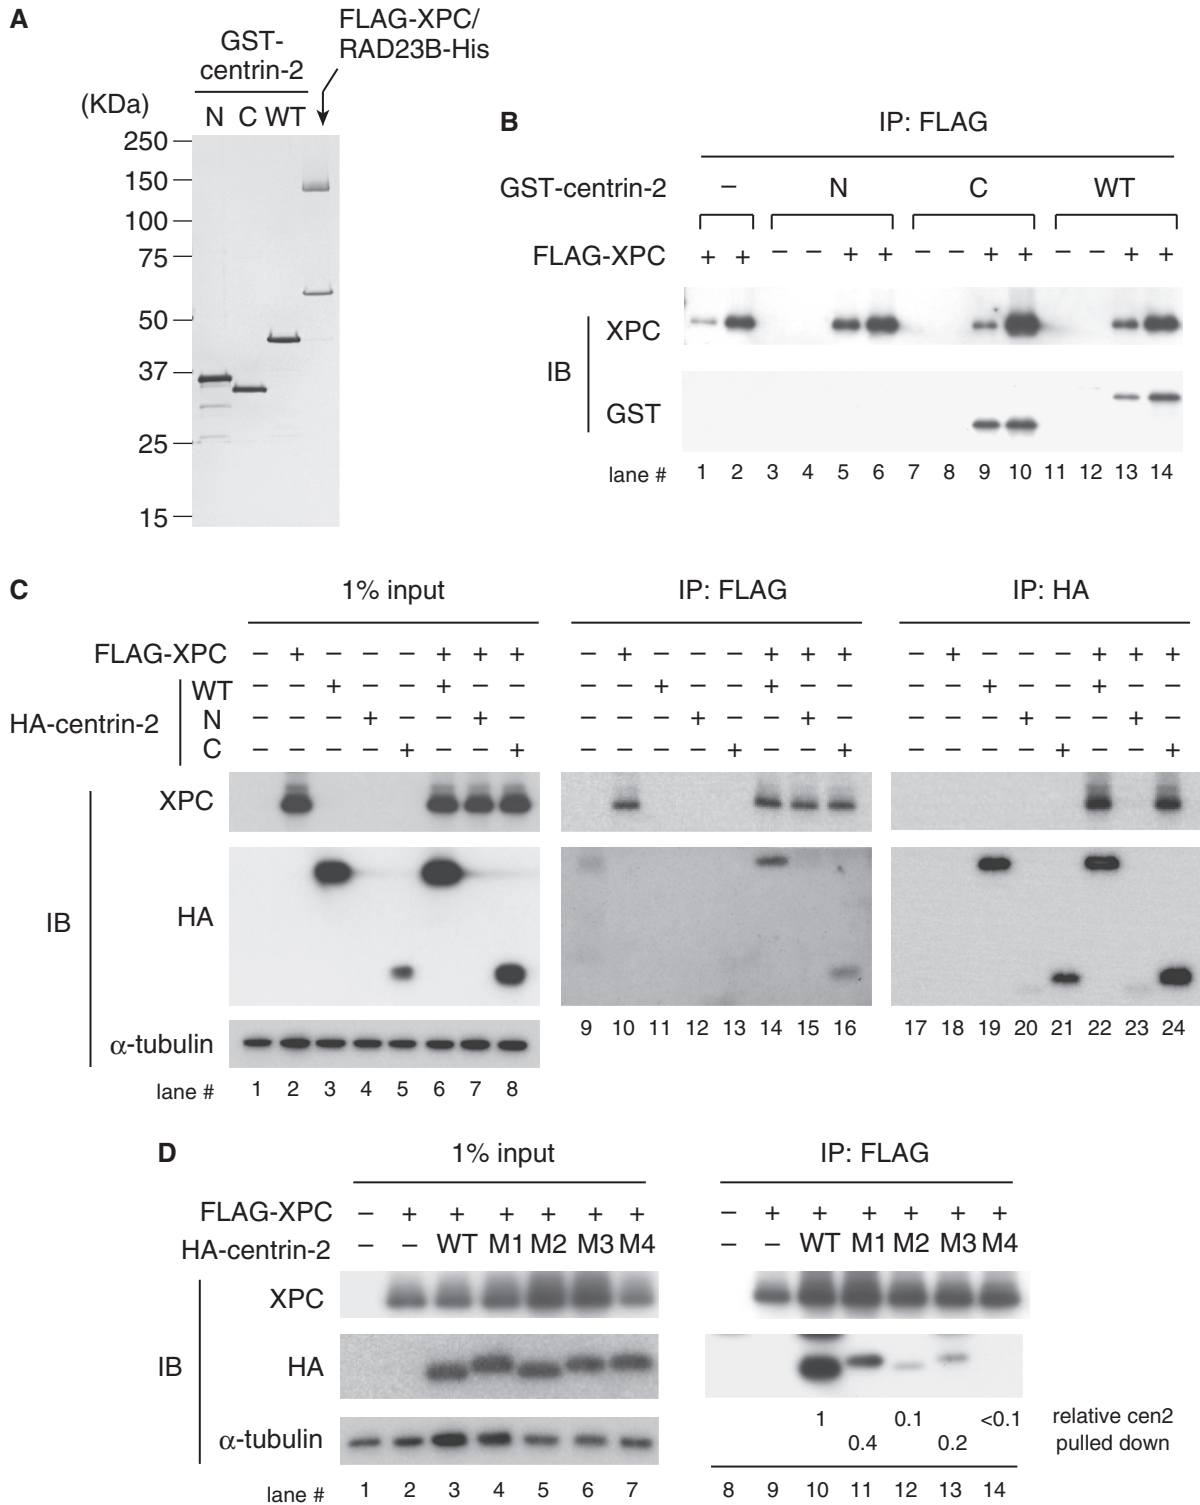 A
FLAG-XPC/
RAD23B-His
GST-
centrin-2
(KDa)
N C WT
250
150
100
75
50
37
25
15
B
IP: FLAG
GST-centrin-2 – N C WT
FLAG-XPC + + – – + + – – + + – – + +
IB
XPC
GST
lane # 1 2 3 4 5 6 7 8 9 10 11 12 13 14
C
1% input IP: FLAG IP: HA
FLAG-XPC – + – – – + + + – + – – – + + + – + – – – + + +
HA-centrin-2
WT – – + – – + – – – – + – – + – – – – + – – + – –
N – – – + – – + – – – – + – – + – – – – + – – + –
C – – – – + – – + – – – – + – – + – – – – + – – +
IB
XPC
HA
α-tubulin
9 10 11 12 13 14 15 16 17 18 19 20 21 22 23 24
lane # 1 2 3 4 5 6 7 8
D
1% input IP: FLAG
FLAG-XPC – + + + + + + – + + + + + +
HA-centrin-2 – – WT M1 M2 M3 M4 – – WT M1 M2 M3 M4
IB
XPC
HA
α-tubulin
1 0.1 <0.1 relative cen2
0.4 0.2 pulled down
lane # 1 2 3 4 5 6 7 8 9 10 11 12 13 14